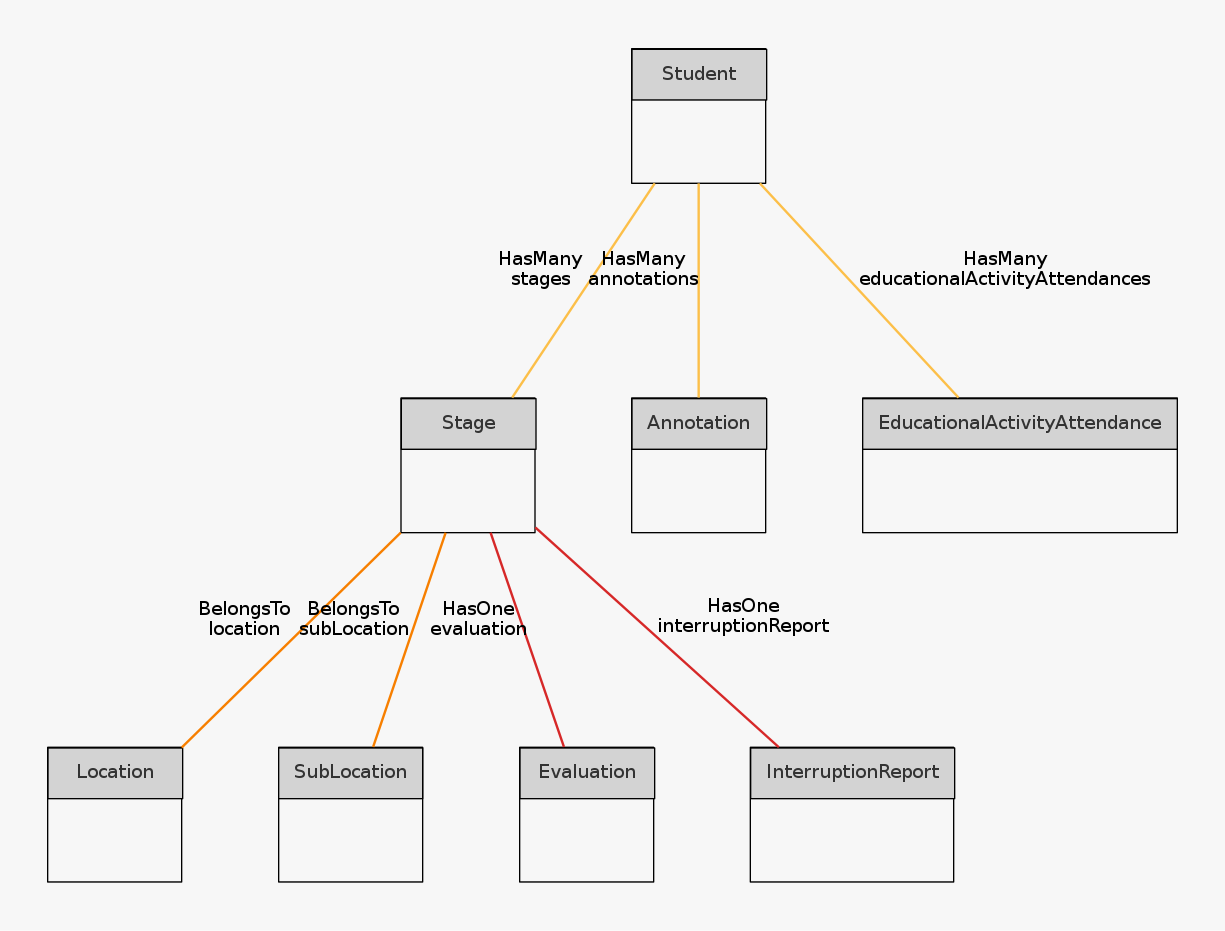 Student
HasMany
stages
HasMany
annotations
HasMany
educationalActivityAttendances
Stage
Annotation
EducationalActivityAttendance
BelongsTo
location
BelongsTo
subLocation
HasOne
evaluation
HasOne
interruptionReport
Location
SubLocation
Evaluation
InterruptionReport